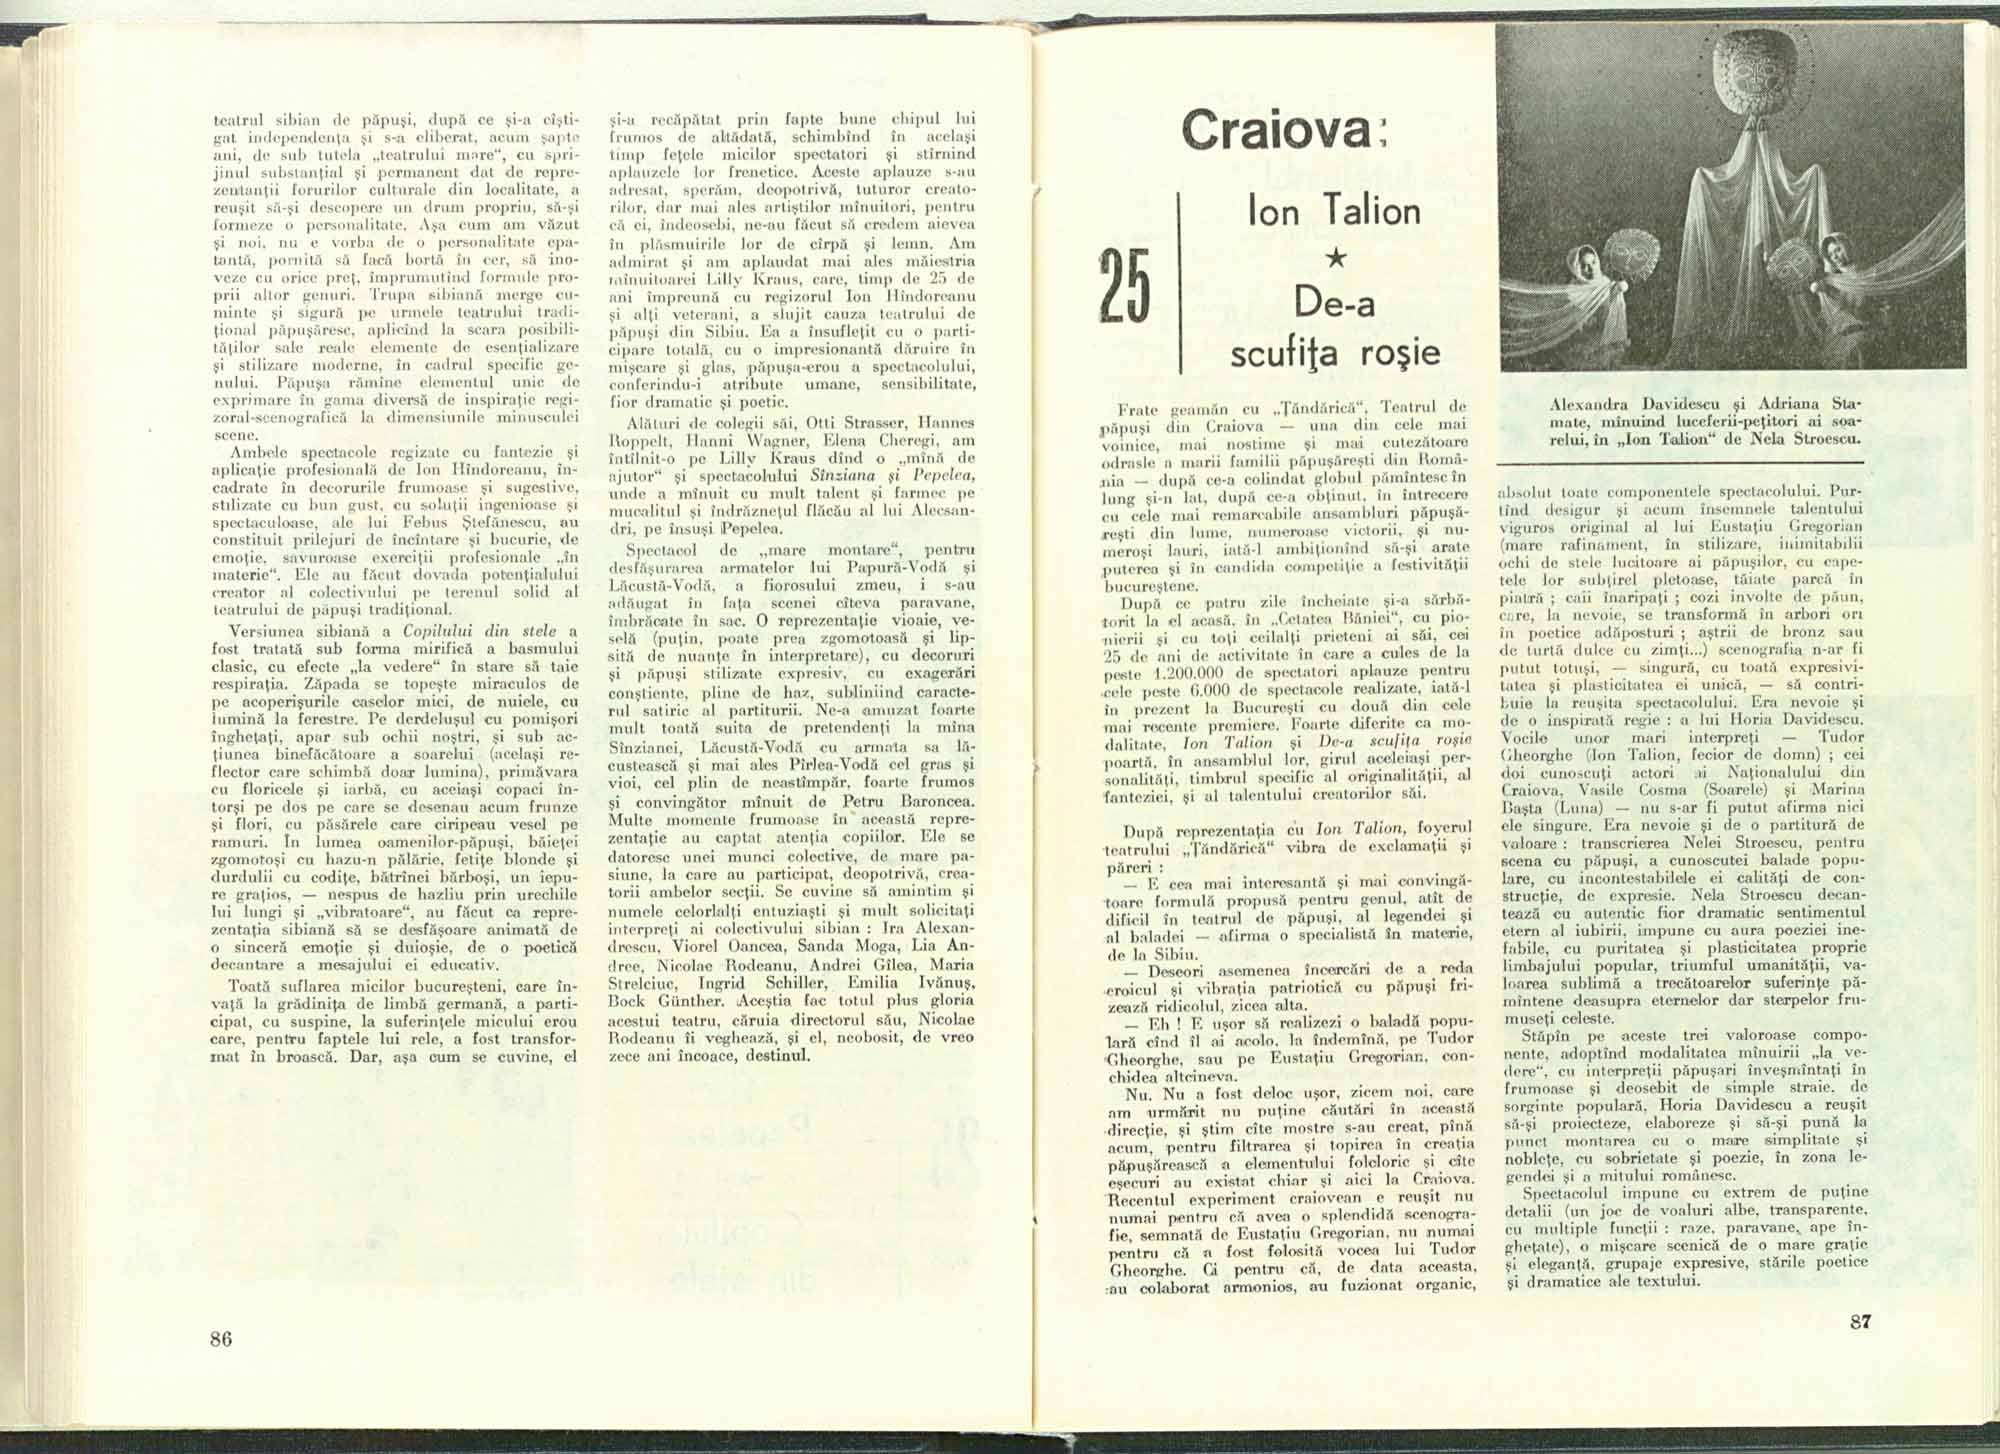 teatrul sibian de păpuşi, după ce şi-a cîşti-
gat independenţa şi s-a eliberat, acum şapte
ani, de sub tutela „teatrului mare“, cu spri-
jinul substanţial şi permanent dat de repre-
zentanţii forurilor culturale din localitate, a
reuşit să-şi descopere un drum propriu, să-şi
formeze o personalitate. Aşa cum am văzut
şi noi, nu e vorba de o personalitate epa-
tantă, pornită să facă bortă în cer, să ino-
veze cu orice preţ, împrumutînd formule pro-
prii altor genuri. Trupa sibiană merge cu-
minte şi sigură pe urmele teatrului tradi-
ţional păpuşăresc, aplicînd la scara posibili-
tăţilor sale reale elemente de esenţializare
şi stilizare moderne, în cadrul specific ge-
nului. Păpuşa rămîne elementul unic de
exprimare în gama diversă de inspiraţie regi-
zoral-scenografică la dimensiunile minusculei
scene.
Ambele spectacole regizate cu fantezie şi
aplicaţie profesională de Ion Hîndoreanu, în-
cadrate în decorurile frumoase şi sugestive,
stilizate cu bun gust, cu soluţii ingenioase şi
spectaculoase, ale lui Febus Ştefănescu, au
constituit prilejuri de încîntare şi bucurie, de
emoţie, savuroase exerciţii profesionale „în
materie“. Ele au făcut dovada potenţialului
creator al colectivului pe terenul solid al
teatrului de păpuşi tradiţional.
Versiunea sibiană a Copilului din stele a
fost tratată sub forma mirifică a basmului
clasic, cu efecte „la vedere“ în stare să taie
respiraţia. Zăpada se topeşte miraculos de
pe acoperişurile caselor mici, de nuiele, cu
lumină la ferestre. Pe derdeluşul cu pomişori
îngheţaţi, apar sub ochii noştri, şi sub ac-
ţiunea binefăcătoare a soarelui (acelaşi re-
flector care schimbă doar lumina), primăvara
cu floricele şi iarbă, cu aceiaşi copaci în-
torşi pe dos pe care se desenau acum frunze
şi flori, cu păsărele care ciripeau vesel pe
ramuri. În lumea oamenilor-păpuşi, băieţei
zgomotoşi cu hazu-n pălărie, fetiţe blonde şi
durdulii cu codiţe, bătrînei bărboşi, un iepu-
re graţios, — nespus de hazliu prin urechile
lui lungi şi „vibratoare“, au făcut ca repre-
zentaţia sibiană să se desfăşoare animată de
o sinceră emoţie şi duioşie, de o poetică
decantare a mesajului ei educativ.
Toată suflarea micilor bucureşteni, care în-
vaţă la grădiniţa de limbă germană, a parti-
cipat, cu suspine, la suferinţele micului erou
care, pentru faptele lui rele, a fost transfor-
mat în broască. Dar, aşa cum se cuvine, el
şi-a recăpătat prin fapte bune chipul lui
frumos de altădată, schimbînd în acelaşi
timp feţele micilor spectatori şi stîrnind
aplauzele lor frenetice. Aceste aplauze s-au
adresat, sperăm, deopotrivă, tuturor creato-
rilor, dar mai ales artiştilor mînuitori, pentru
că ei, îndeosebi, ne-au făcut să credem aievea
în plăsmuirile lor de cîrpă şi lemn. Am
admirat şi am aplaudat mai ales măiestria
mînuitoarei Lilly Kraus, care, timp de 25 de
ani împreună cu regizorul Ion Hîndoreanu
şi alţi veterani, a slujit cauza teatrului de
păpuşi din Sibiu. Ea a însufleţit cu o parti-
cipare totală, cu o impresionantă dăruire în
mişcare şi glas, păpuşa-erou a spectacolului,
conferindu-i atribute umane, sensibilitate,
fior dramatic şi poetic.
Alături de colegii săi, Otti Strasser, Hannes
Roppelt, Hanni Wagner, Elena Cheregi, am
întîlnit-o pe Lilly Kraus dînd o „mînă de
ajutor“ şi spectacolului Sînziana şi Pepelea,
unde a mînuit cu mult talent şi farmec pe
mucalitul şi îndrăzneţul flăcău al lui Alecsan-
dri, pe însuşi Pepelea.
Spectacol de „mare montare“, pentru
desfăşurarea armatelor lui Papură-Vodă şi
Lăcustă-Vodă, a fiorosului zmeu, i s-au
adăugat în faţa scenei cîteva paravane,
îmbrăcate în sac. O reprezentaţie vioaie, ve-
selă (puţin, poate prea zgomotoasă şi lip-
sită de nuanţe în interpretare), cu decoruri
şi păpuşi stilizate expresiv, cu exagerări
conştiente, pline de haz, subliniind caracte-
rul satiric al partiturii. Ne-a amuzat foarte
mult toată suita de pretendenţi la mîna
Sînzianei, Lăcustă-Vodă cu armata sa lă-
custească şi mai ales Pîrlea-Vodă cel gras şi
vioi, cel plin de neastîmpăr, foarte frumos
şi convingător mînuit de Petru Baroncea.
Multe momente frumoase în această repre-
zentaţie au captat atenţia copiilor. Ele se
datoresc unei munci colective, de mare pa-
siune, la care au participat, deopotrivă, crea-
torii ambelor secţii. Se cuvine să amintim şi
numele celorlalţi entuziaşti şi mult solicitaţi
interpreţi ai colectivului sibian : Ira Alexan-
drescu, Viorel Oancea, Sanda Moga, Lia An-
dree, Nicolae Rodeanu, Andrei Gîlea, Maria
Strelciuc, Ingrid Schiller, Emilia Ivănuş,
Bock Günther. Aceştia fac totul plus gloria
acestui teatru, căruia directorul său, Nicolae
Rodeanu îi veghează, şi el, neobosit, de vreo
zece ani încoace, destinul.
86
Craiova:
25
Ion Talion
★
De-a
scufiţa roşie
Alexandra Davidescu şi Adriana Sta-
mate, mînuind luceferii-peţitori ai soa-
relui, în „Ion Talion“ de Nela Stroescu.
Frate geamăn cu „Ţăndărică“, Teatrul de
păpuşi din Craiova — una din cele mai
voinice, mai nostime şi mai cutezătoare
odrasle a marii familii păpuşăreşti din Româ-
nia — după ce-a colindat globul pămîntesc în
lung şi-n lat, după ce-a obţinut, în întrecere
cu cele mai remarcabile ansambluri păpuşă-
reşti din lume, numeroase victorii, şi nu-
meroşi lauri, iată-l ambiţionînd să-şi arate
puterea şi în candida competiţie a festivităţii
bucureştene.
După ce patru zile încheiate şi-a sărbă-
torit la el acasă, în „Cetatea Băniei“, cu pio-
nierii şi cu toţi ceilalţi prieteni ai săi, cei
25 de ani de activitate în care a cules de la
peste 1.200.000 de spectatori aplauze pentru
cele peste 6.000 de spectacole realizate, iată-l
în prezent la Bucureşti cu două din cele
mai recente premiere. Foarte diferite ca mo-
dalitate, Ion Talion şi De-a scufiţa roşie
poartă, în ansamblul lor, girul aceleiaşi per-
sonalităţi, timbrul specific al originalităţii, al
fanteziei, şi al talentului creatorilor săi.
După reprezentaţia cu Ion Talion, foyerul
teatrului „Ţăndărică“ vibra de exclamaţii şi
păreri :
— E cea mai interesantă şi mai convingă-
toare formulă propusă pentru genul, atît de
dificil în teatrul de păpuşi, al legendei şi
al baladei — afirma o specialistă în materie,
de la Sibiu.
— Deseori asemenea încercări de a reda
eroicul şi vibraţia patriotică cu păpuşi fri-
zează ridicolul, zicea alta.
— Eh ! E uşor să realizezi o baladă popu-
lară cînd îl ai acolo, la îndemînă, pe Tudor
Gheorghe, sau pe Eustaţiu Gregorian, con-
chidea altcineva.
Nu. Nu a fost deloc uşor, zicem noi, care
am urmărit nu puţine căutări în această
direcţie, şi ştim cîte mostre s-au creat, pînă
acum, pentru filtrarea şi topirea în creaţia
păpuşărească a elementului folcloric şi cîte
eşecuri au existat chiar şi aici la Craiova.
Recentul experiment craiovean e reuşit nu
numai pentru că avea o splendidă scenogra-
fie, semnată de Eustaţiu Gregorian, nu numai
pentru că a fost folosită vocea lui Tudor
Gheorghe. Ci pentru că, de data aceasta,
au colaborat armonios, au fuzionat organic,
absolut toate componentele spectacolului. Pur-
tînd desigur şi acum însemnele talentului
viguros original al lui Eustaţiu Gregorian
(mare rafinament, în stilizare, inimitabilii
ochi de stele lucitoare ai păpuşilor, cu cape-
tele lor subţirel pletoase, tăiate parcă în
piatră ; caii înaripaţi ; cozi involte de păun,
care, la nevoie, se transformă în arbori ori
în poetice adăposturi ; aştrii de bronz sau
de turtă dulce cu zimţi...) scenografia n-ar fi
putut totuşi, — singură, cu toată expresivi-
tatea şi plasticitatea ei unică, — să contri-
buie la reuşita spectacolului. Era nevoie şi
de o inspirată regie : a lui Horia Davidescu.
Vocile unor mari interpreţi — Tudor
Gheorghe (Ion Talion, fecior de domn) ; cei
doi cunoscuţi actori ai Naţionalului din
Craiova, Vasile Cosma (Soarele) şi Marina
Başta (Luna) — nu s-ar fi putut afirma nici
ele singure. Era nevoie şi de o partitură de
valoare : transcrierea Nelei Stroescu, pentru
scena cu păpuşi, a cunoscutei balade popu-
lare, cu incontestabilele ei calităţi de con-
strucţie, de expresie. Nela Stroescu decan-
tează cu autentic fior dramatic sentimentul
etern al iubirii, impune cu aura poeziei ine-
fabile, cu puritatea şi plasticitatea proprie
limbajului popular, triumful umanităţii, va-
loarea sublimă a trecătoarelor suferinţe pă-
mîntene deasupra eternelor dar sterpelor fru-
museţi celeste.
Stăpîn pe aceste trei valoroase compo-
nente, adoptînd modalitatea mînuirii „la ve-
dere“, cu interpreţii păpuşari înveşmîntaţi în
frumoase şi deosebit de simple straie, de
sorginte populară, Horia Davidescu a reuşit
să-şi proiecteze, elaboreze şi să-şi pună la
punct montarea cu o mare simplitate şi
nobleţe, cu sobrietate şi poezie, în zona le-
gendei şi a mitului românesc.
Spectacolul impune cu extrem de puţine
detalii (un joc de voaluri albe, transparente,
cu multiple funcţii : raze, paravane, ape în-
gheţate), o mişcare scenică de o mare graţie
şi eleganţă, grupaje expresive, stările poetice
şi dramatice ale textului.
87